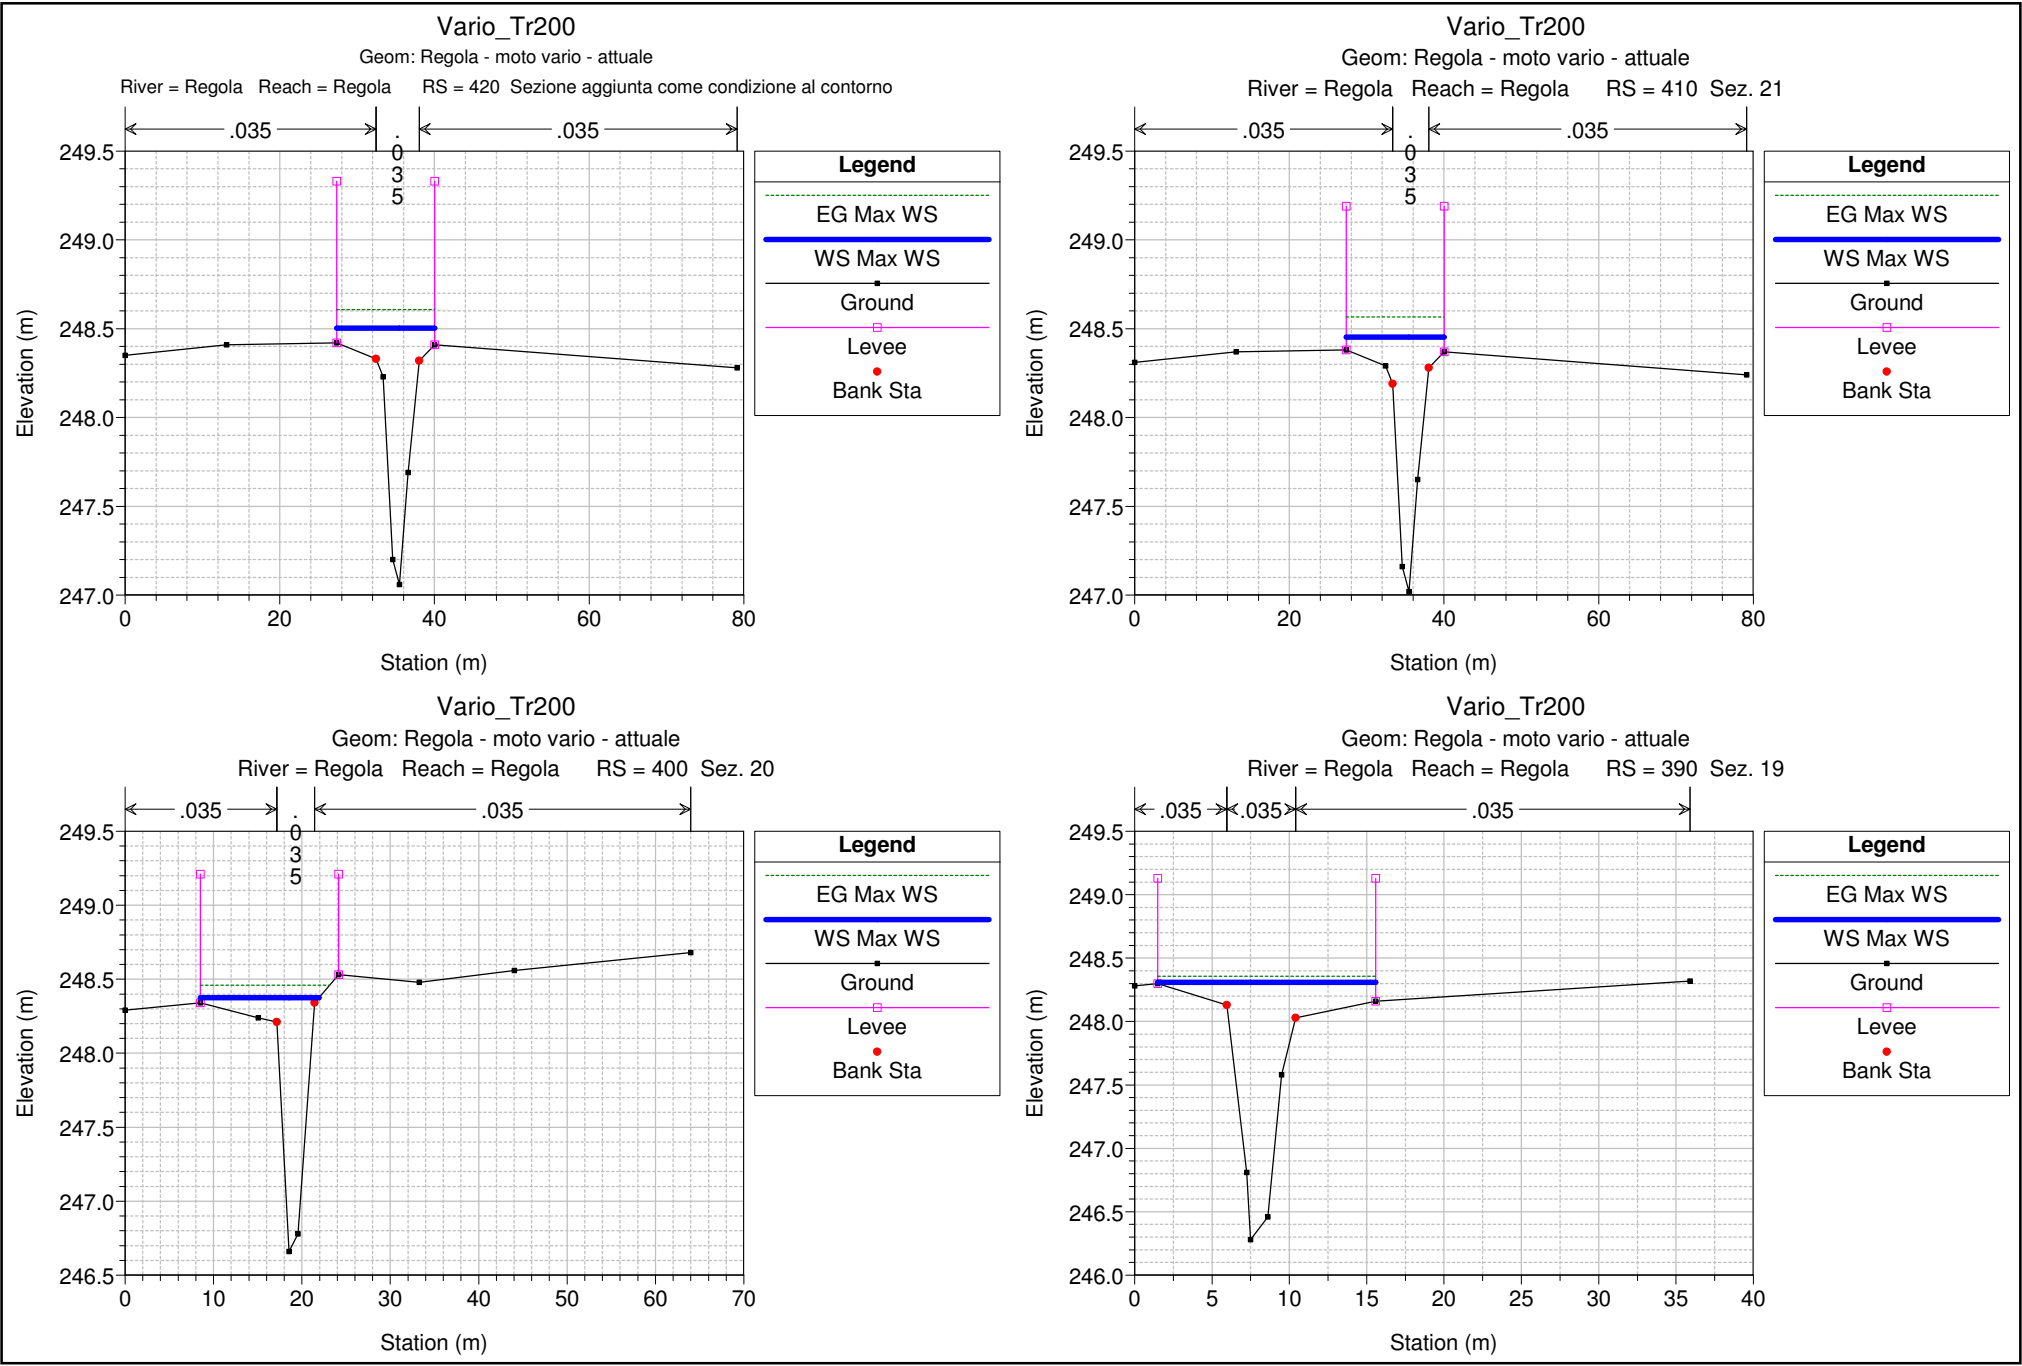 Vario_Tr200
Geom: Regola - moto vario - attuale
River = Regola Reach = Regola RS = 420 Sezione aggiunta come condizione al contorno
.035
.035
.035
249.5
249.0
248.5
248.0
247.5
247.0
Elevation (m)
0 20 40 60 80
Station (m)
Legend
EG Max WS
WS Max WS
Ground
Levee
Bank Sta
Vario_Tr200
Geom: Regola - moto vario - attuale
River = Regola Reach = Regola RS = 410 Sez. 21
.035
.035
.035
249.5
249.0
248.5
248.0
247.5
247.0
Elevation (m)
0 20 40 60 80
Station (m)
Legend
EG Max WS
WS Max WS
Ground
Levee
Bank Sta
Vario_Tr200
Geom: Regola - moto vario - attuale
River = Regola Reach = Regola RS = 400 Sez. 20
.035
.035
.035
249.5
249.0
248.5
248.0
247.5
247.0
246.5
Elevation (m)
0 10 20 30 40 50 60 70
Station (m)
Legend
EG Max WS
WS Max WS
Ground
Levee
Bank Sta
Vario_Tr200
Geom: Regola - moto vario - attuale
River = Regola Reach = Regola RS = 390 Sez. 19
.035 .035 .035
249.5
249.0
248.5
248.0
247.5
247.0
246.5
246.0
Elevation (m)
0 5 10 15 20 25 30 35 40
Station (m)
Legend
EG Max WS
WS Max WS
Ground
Levee
Bank Sta